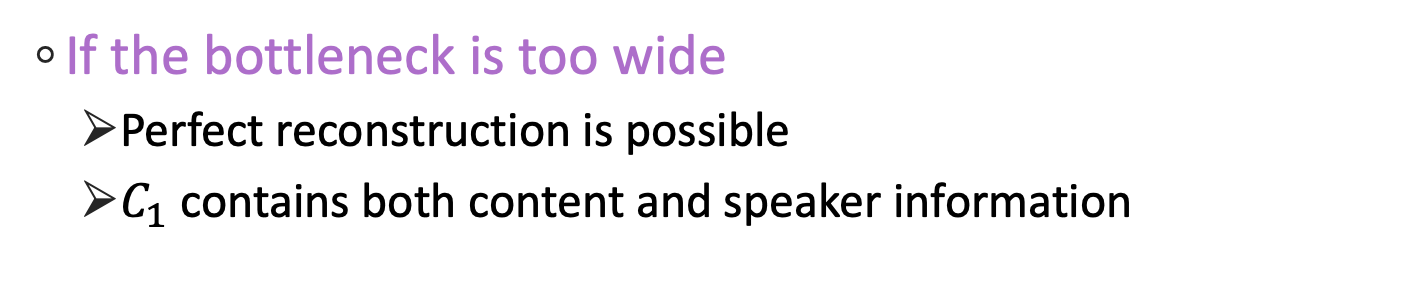 ◦ If the bottleneck is too wide
➢ Perfect reconstruction is possible
➢ C₁ contains both content and speaker information